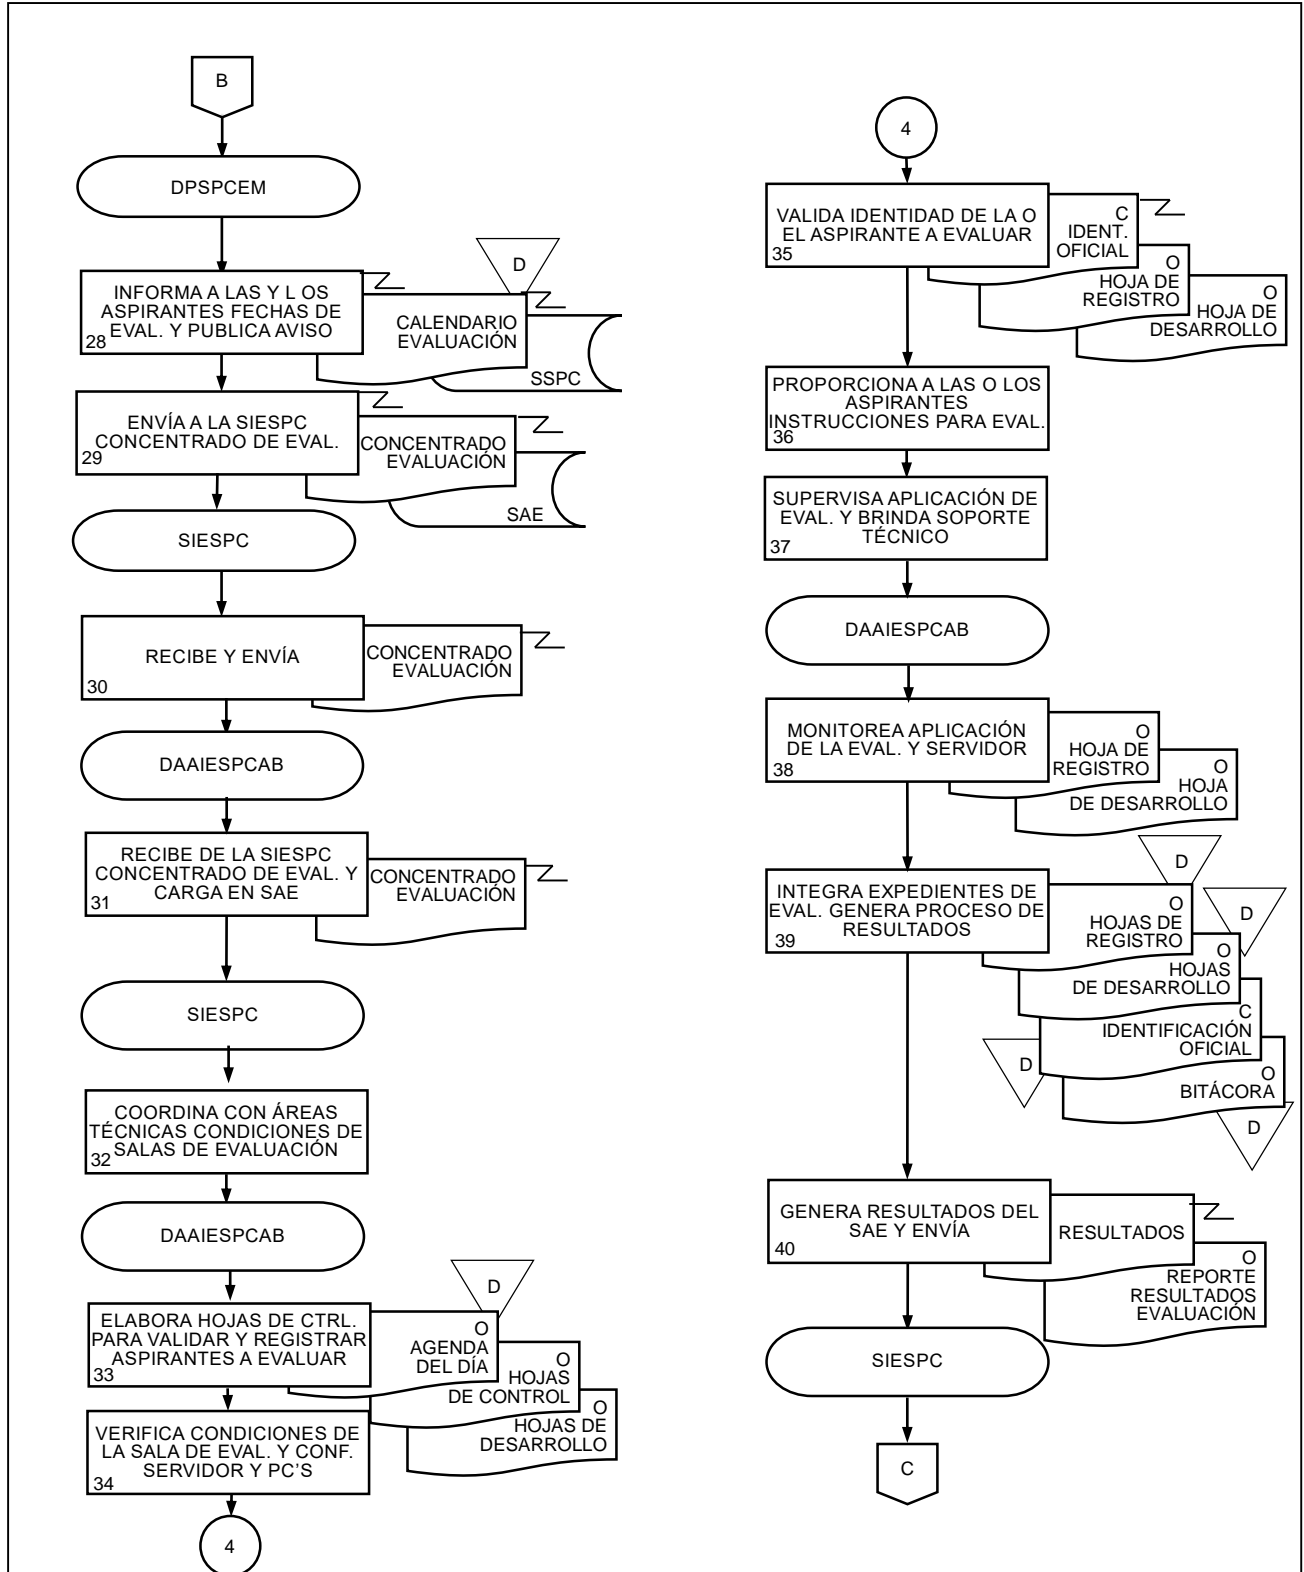 B
DPSPCEM
INFORMA A LAS Y L OS
ASPIRANTES FECHAS DE
EVAL. Y PUBLICA AVISO
28
D
CALENDARIO
EVALUACIÓN
SSPC
ENVÍA A LA SIESPC
CONCENTRADO DE EVAL.
29
CONCENTRADO
EVALUACIÓN
SAE
SIESPC
RECIBE Y ENVÍA
30
CONCENTRADO
EVALUACIÓN
DAAIESPCAB
RECIBE DE LA SIESPC
CONCENTRADO DE EVAL. Y
CARGA EN SAE
31
CONCENTRADO
EVALUACIÓN
SIESPC
COORDINA CON ÁREAS
TÉCNICAS CONDICIONES DE
SALAS DE EVALUACIÓN
32
DAAIESPCAB
ELABORA HOJAS DE CTRL.
PARA VALIDAR Y REGISTRAR
ASPIRANTES A EVALUAR
33
D
O
AGENDA
DEL DÍA
O
HOJAS
DE CONTROL
O
HOJAS DE
DESARROLLO
VERIFICA CONDICIONES DE
LA SALA DE EVAL. Y CONF.
SERVIDOR Y PC'S
34
4
4
VALIDA IDENTIDAD DE LA O
EL ASPIRANTE A EVALUAR
35
C
IDENT.
OFICIAL
O
HOJA DE
REGISTRO
O
HOJA DE
DESARROLLO
PROPORCIONA A LAS O LOS
ASPIRANTES
INSTRUCCIONES PARA EVAL.
36
SUPERVISA APLICACIÓN DE
EVAL. Y BRINDA SOPORTE
TÉCNICO
37
DAAIESPCAB
MONITOREA APLICACIÓN
DE LA EVAL. Y SERVIDOR
38
O
HOJA DE
REGISTRO
O
HOJA
DE DESARROLLO
INTEGRA EXPEDIENTES DE
EVAL. GENERA PROCESO DE
RESULTADOS
39
D
O
HOJAS DE
REGISTRO
D
O
HOJAS
DE DESARROLLO
C
IDENTIFICACIÓN
OFICIAL
D
O
BITÁCORA
D
GENERA RESULTADOS DEL
SAE Y ENVÍA
40
RESULTADOS
O
REPORTE
RESULTADOS
EVALUACIÓN
SIESPC
C